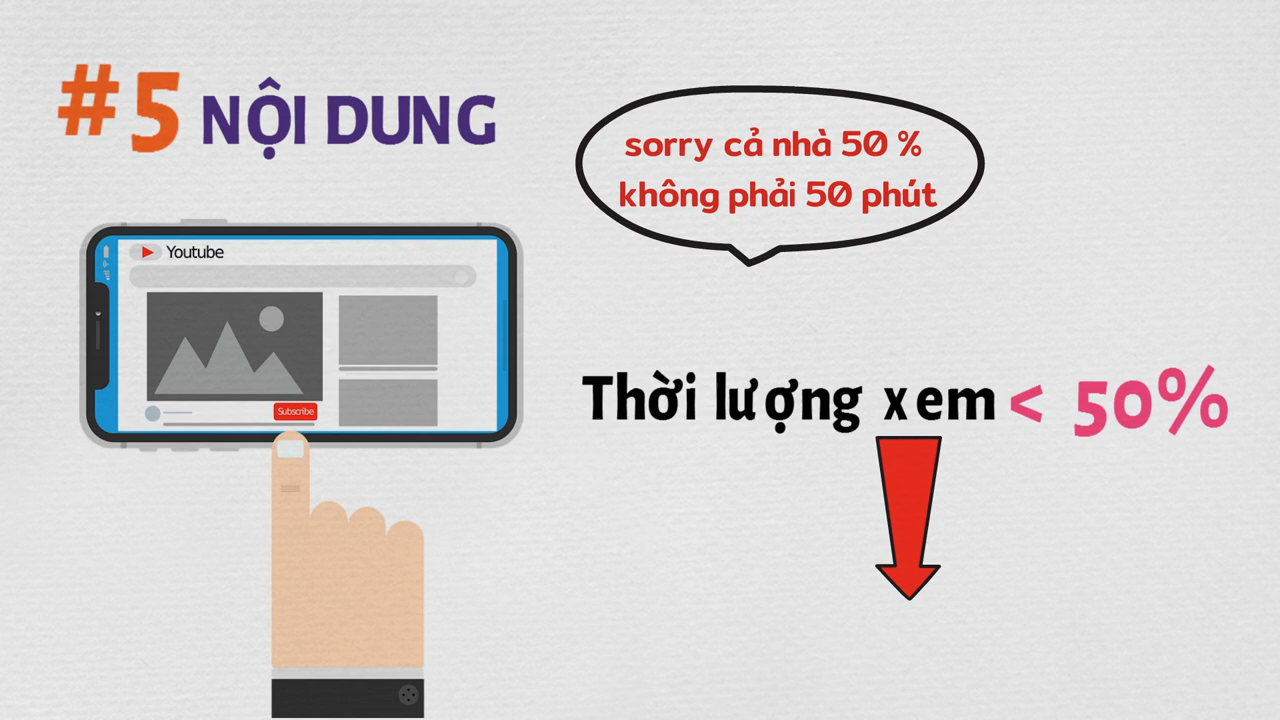 #5 NỘI DUNG
sorry cả nhà 50 %
không phải 50 phút
Youtube
Subscribe
Thời lượng xem < 50%